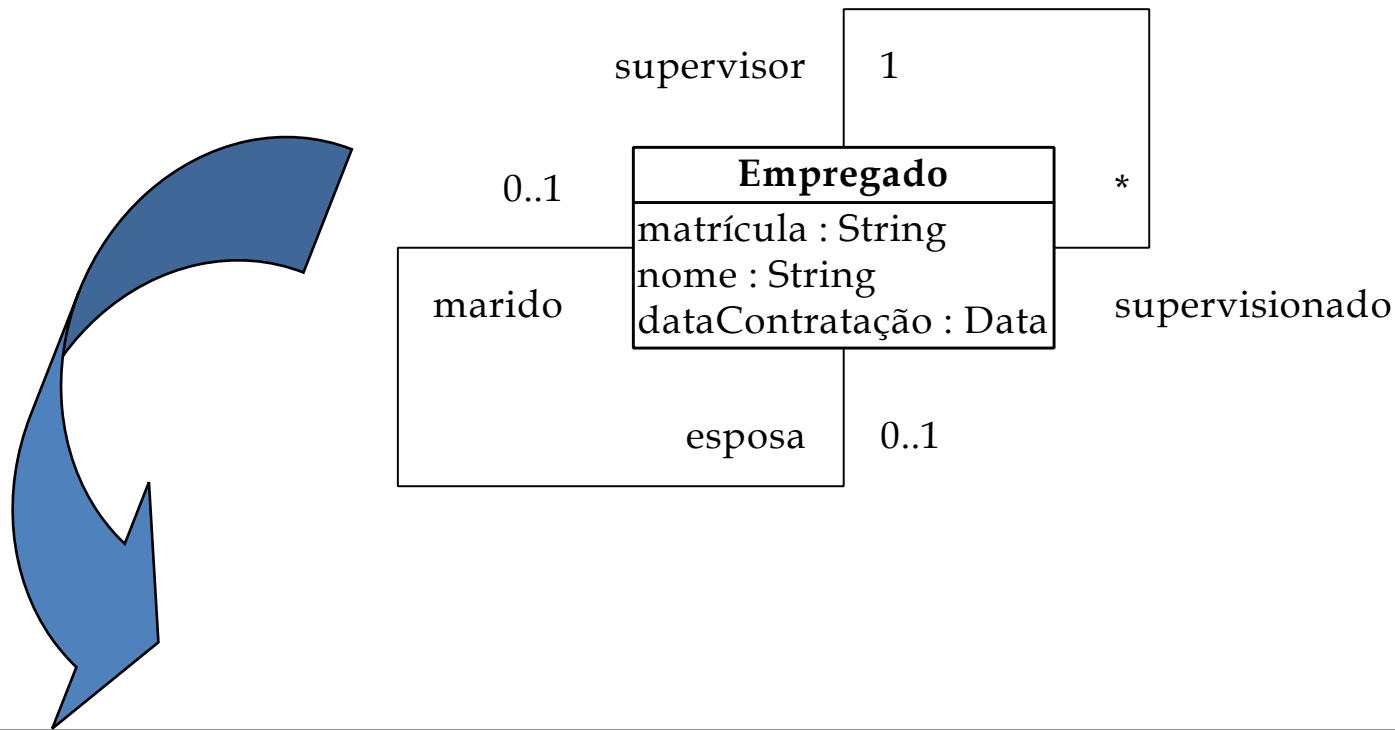 supervisor 1
0..1
Empregado
*
matrícula : String
nome : String
dataContratação : Data
marido
supervisionado
esposa 0..1